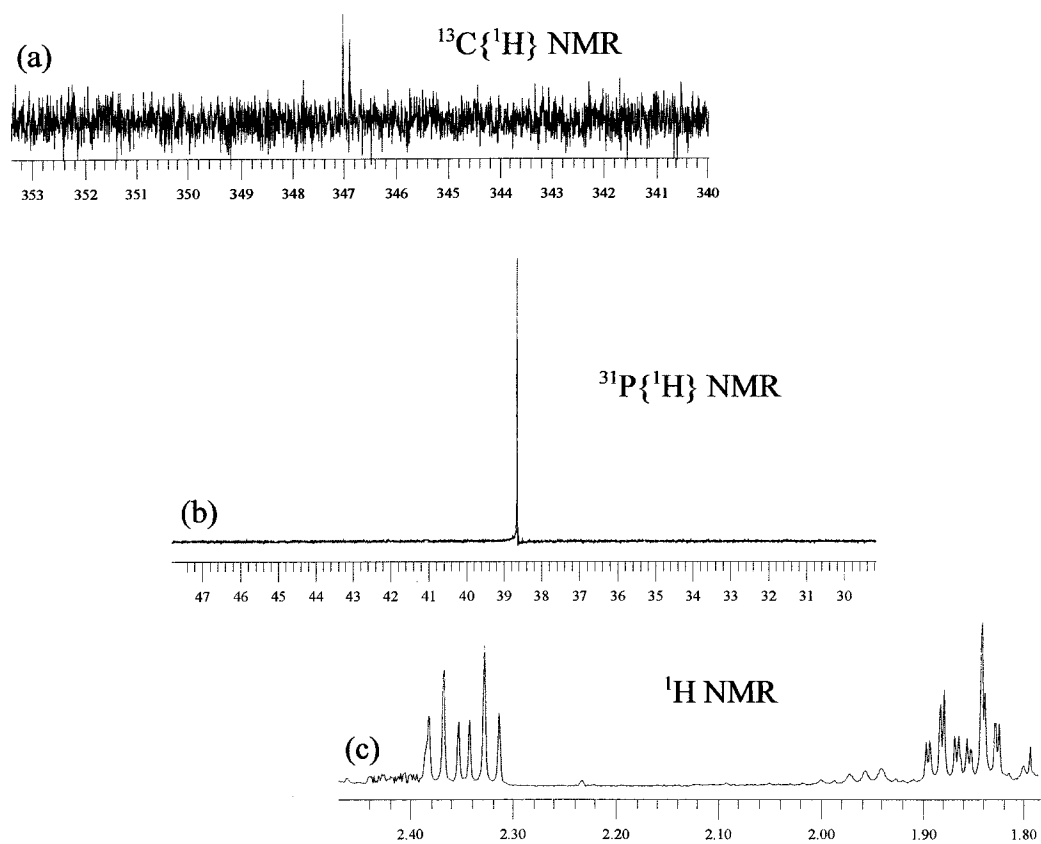 (a)
¹³C{¹H} NMR
353 352 351 350 349 348 347 346 345 344 343 342 341 340
³¹P{¹H} NMR
(b)
47 46 45 44 43 42 41 40 39 38 37 36 35 34 33 32 31 30
¹H NMR
(c)
2.40 2.30 2.20 2.10 2.00 1.90 1.80